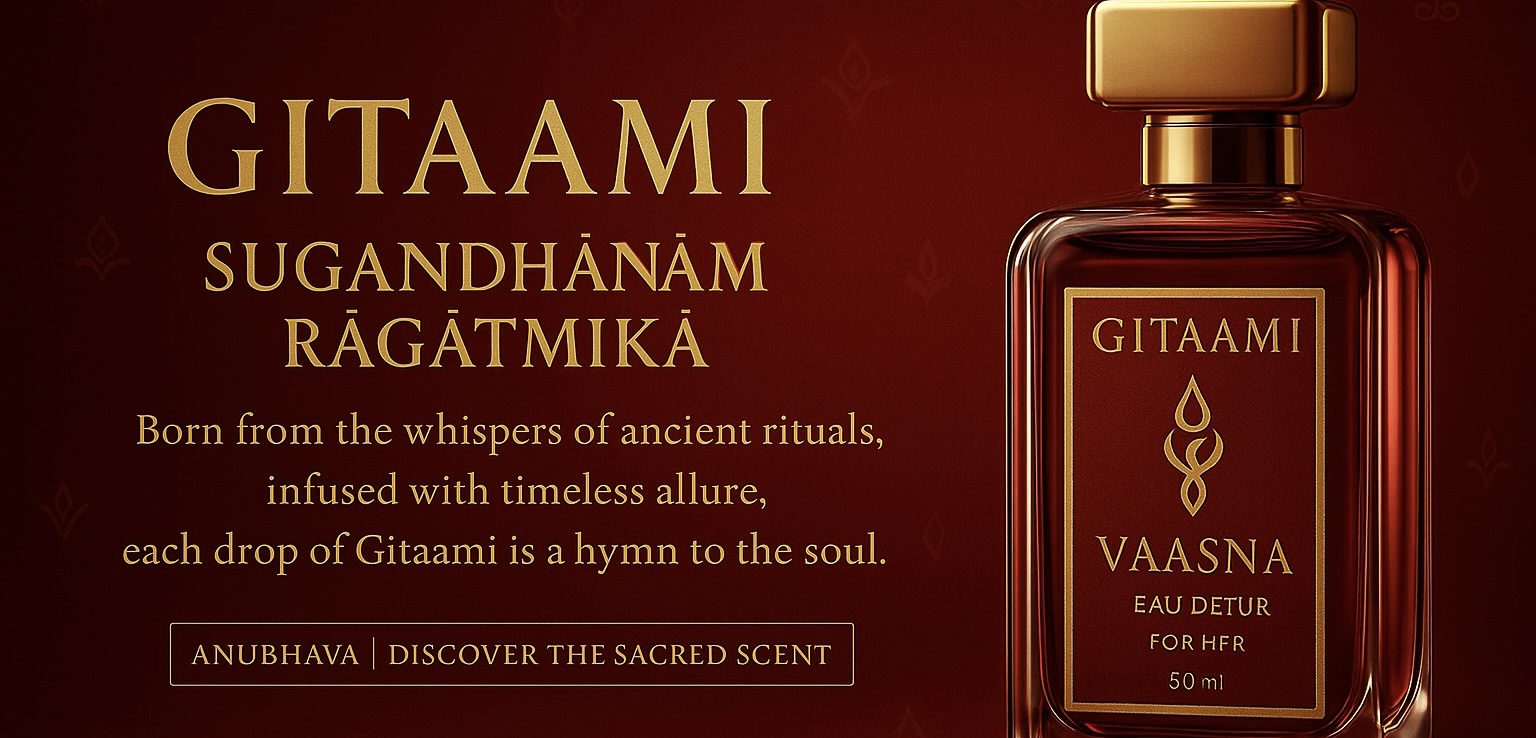 GITAAMI
SUGANDHĀNĀM
RĀGĀTMIKĀ
Born from the whispers of ancient rituals,
infused with timeless allure,
each drop of Gitaami is a hymn to the soul.
ANUBHAVA | DISCOVER THE SACRED SCENT
GITAAMI
VAASNA
EAU DETUR
FOR HFR
50 ml